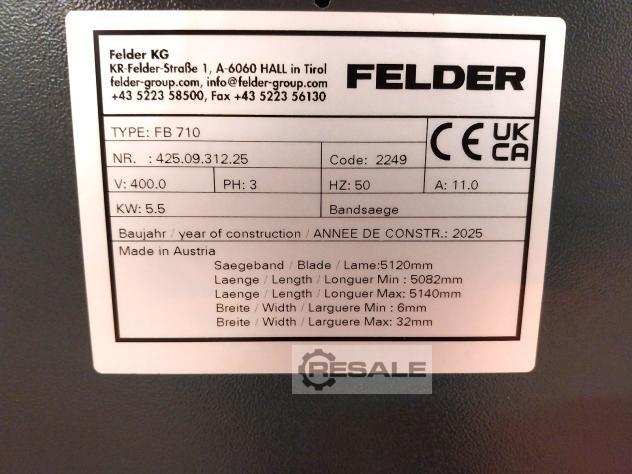 Felder KG
KR-Felder-Straße 1, A-6060 HALL in Tirol
felder-group.com, info@felder-group.com
+43 5223 58500, Fax +43 5223 56130
FELDER
TYPE: FB 710
NR. : 425.09.312.25 Code: 2249
CE UK CA
V: 400.0 PH: 3 HZ: 50 A: 11.0
KW: 5.5 Bandsaege
Baujahr / year of construction / ANNEE DE CONSTR.: 2025
Made in Austria
Saegeband / Blade / Lame:5120mm
Laenge / Length / Longuer Min : 5082mm
Laenge / Length / Longuer Max: 5140mm
Breite / Width / Larguere Min : 6mm
Breite / Width / Larguere Max: 32mm
RESALE